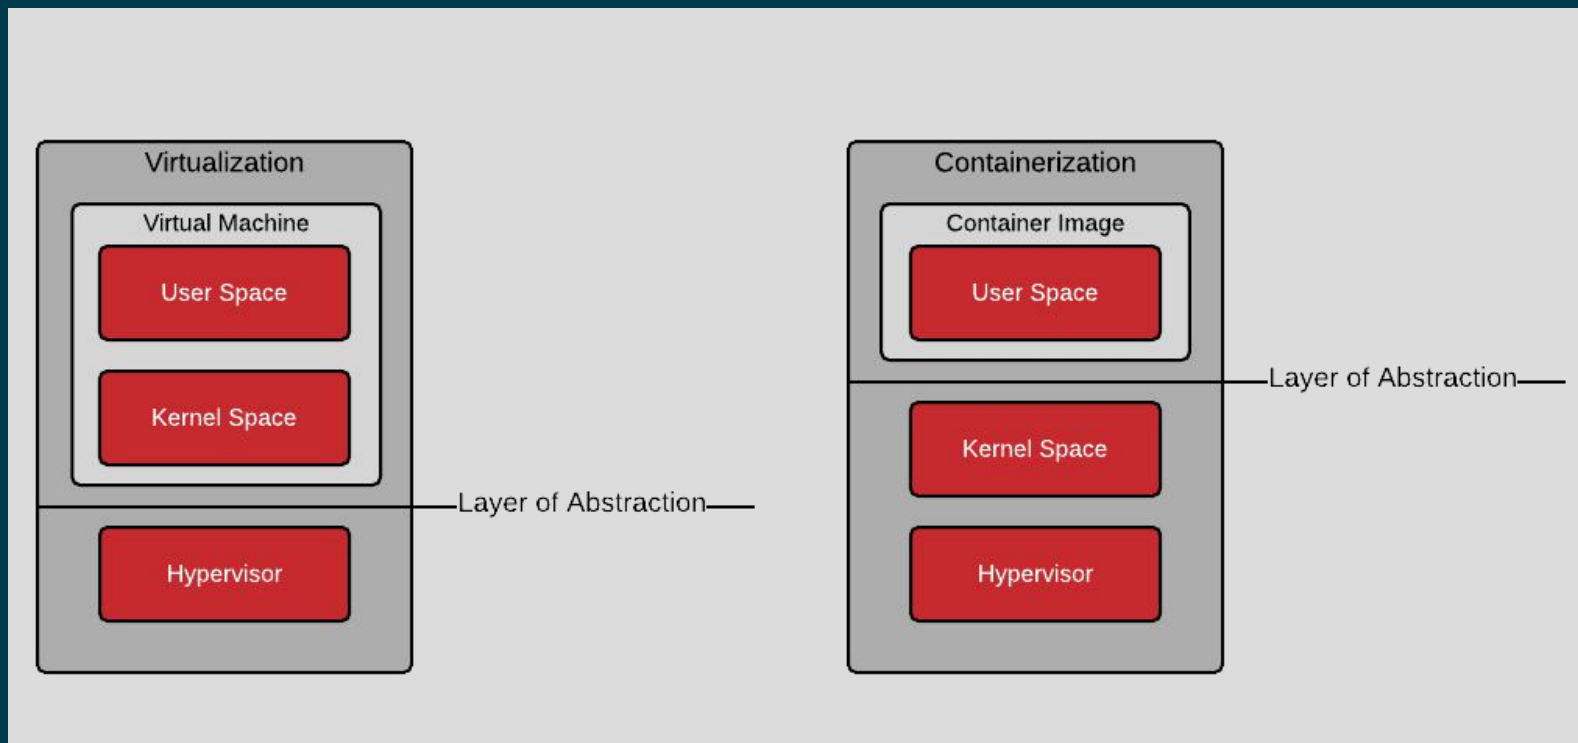 Virtualization
Virtual Machine
User Space
Kernel Space
Layer of Abstraction
Hypervisor
Containerization
Container Image
User Space
Layer of Abstraction
Kernel Space
Hypervisor